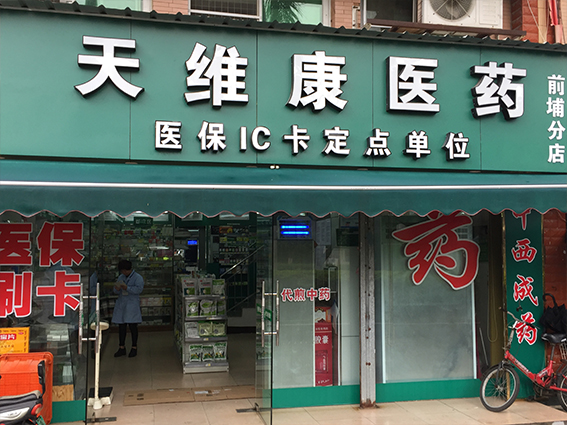 天维康医药
前埔分店
医保IC卡定点单位
医保
刷卡
代煎中药
药
中西成药